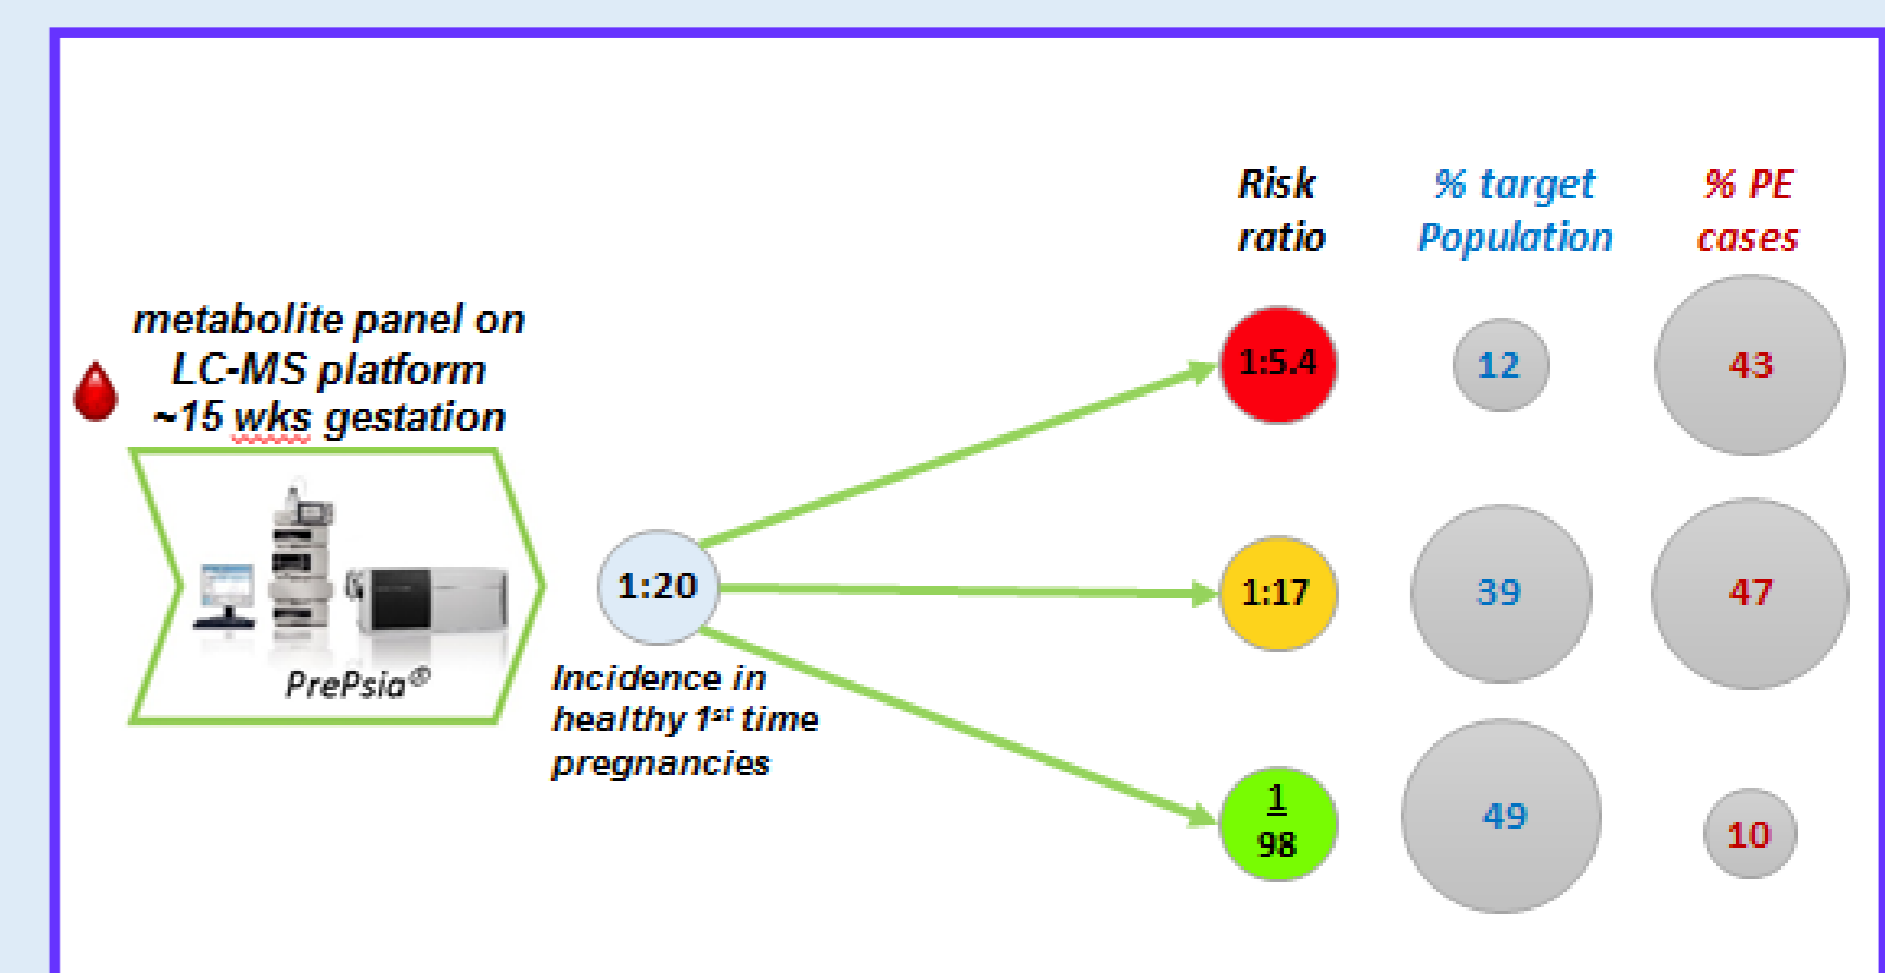 metabolite panel on
LC-MS platform
~15 wks gestation
PrePsia®
1:20
Incidence in
healthy 1st time
pregnancies
Risk
ratio
% target
Population
% PE
cases
1:5.4
12
43
1:17
39
47
1
98
49
10